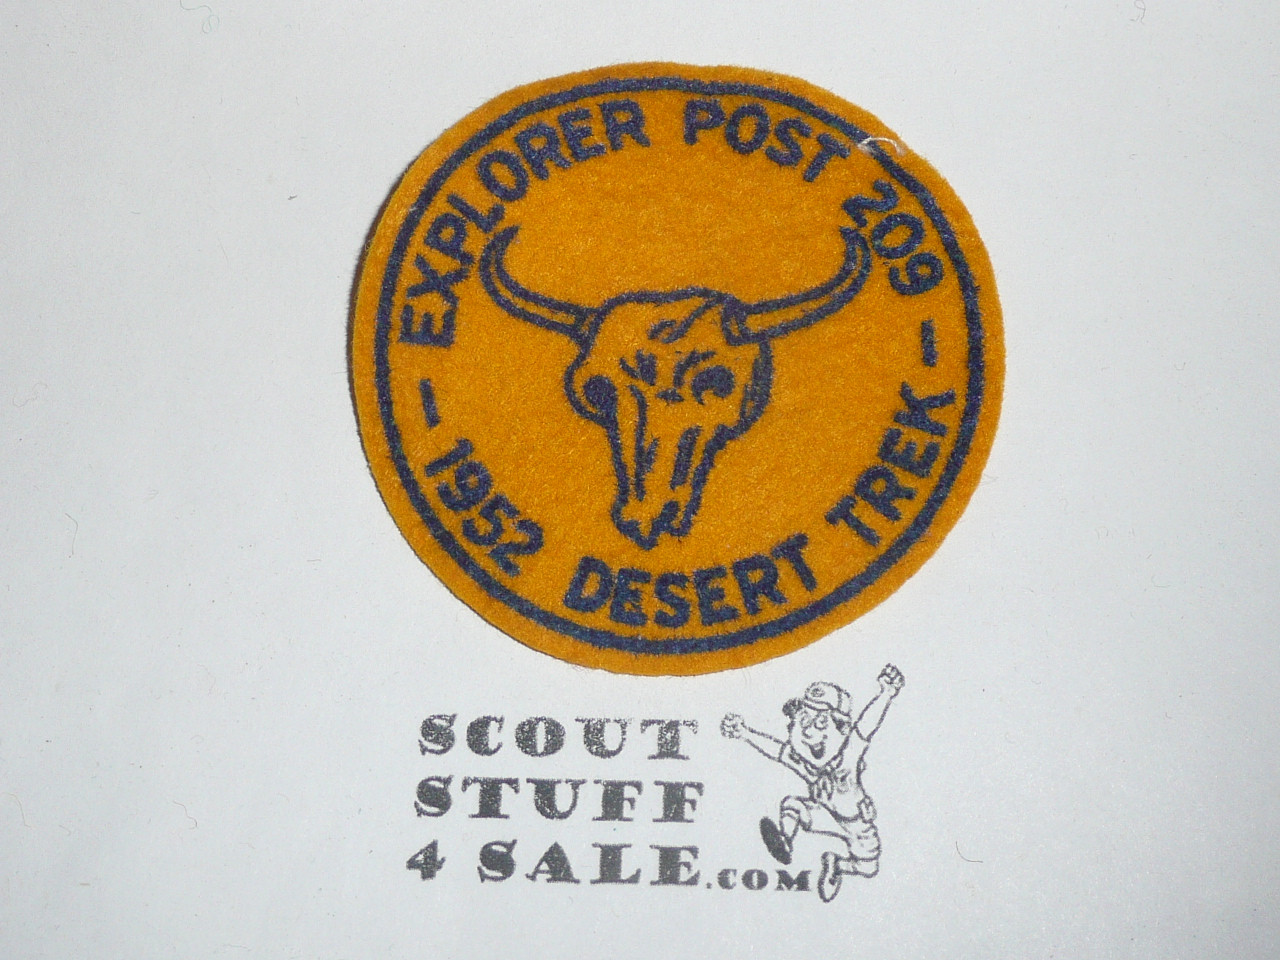 EXPLORER POST 209
- 1952 DESERT TREK -
SCOUT
STUFF
4 SALE.COM